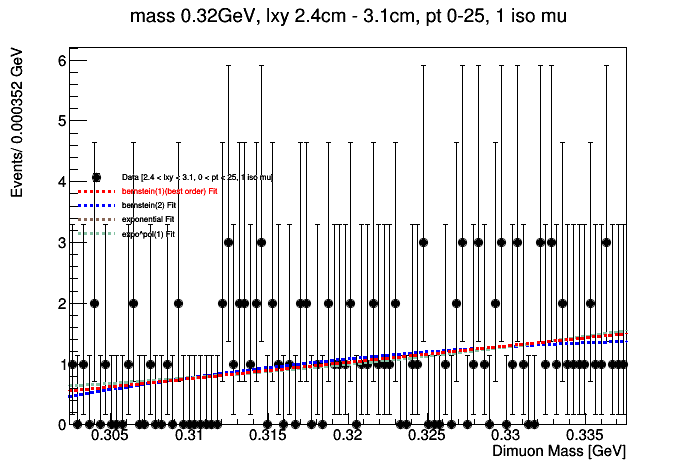 mass 0.32GeV, lxy 2.4cm - 3.1cm, pt 0-25, 1 iso mu
Events/ 0.000352 GeV
6
5
4
3
2
1
0
Data [2.4 < lxy < 3.1, 0 < pt < 25, 1 iso mu]
bernstein(1)(best order) Fit
bernstein(2) Fit
exponential Fit
expo*pol(1) Fit
0.305 0.31 0.315 0.32 0.325 0.33 0.335
Dimuon Mass [GeV]